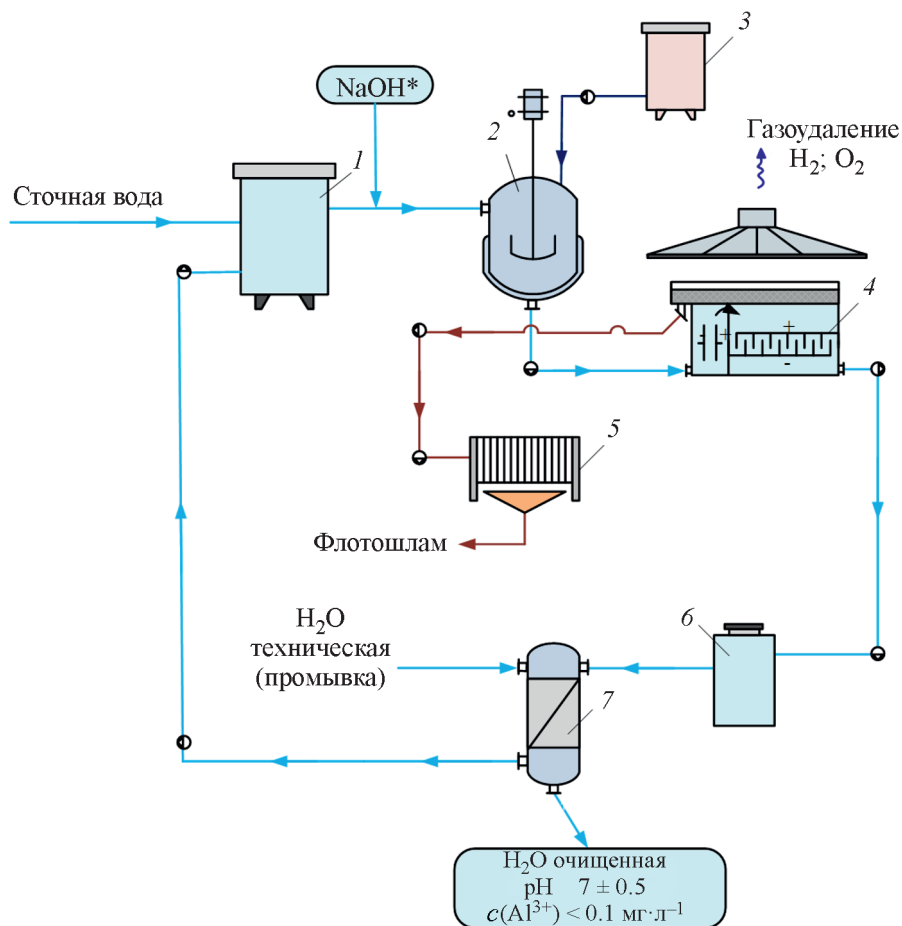 3
NaOH*
2
Газоудаление
H₂; O₂
1
Сточная вода
4
+
+
-
5
Флотошлам
H₂O
техническая
(промывка)
6
7
H₂O очищенная
pH 7 ± 0.5
c(Al³⁺) < 0.1 мг·л⁻¹